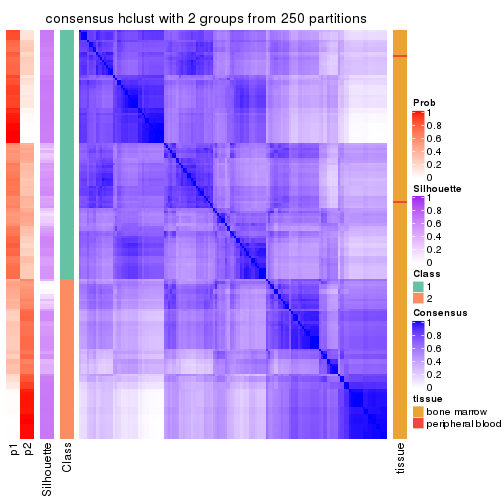 consensus hclust with 2 groups from 250 partitions
Prob
1
0.8
0.6
0.4
0.2
0
Silhouette
1
0.8
0.6
0.4
0.2
0
Class
1
2
Consensus
1
0.8
0.6
0.4
0.2
0
tissue
bone marrow
peripheral blood
p1
p2
Silhouette
Class
tissue